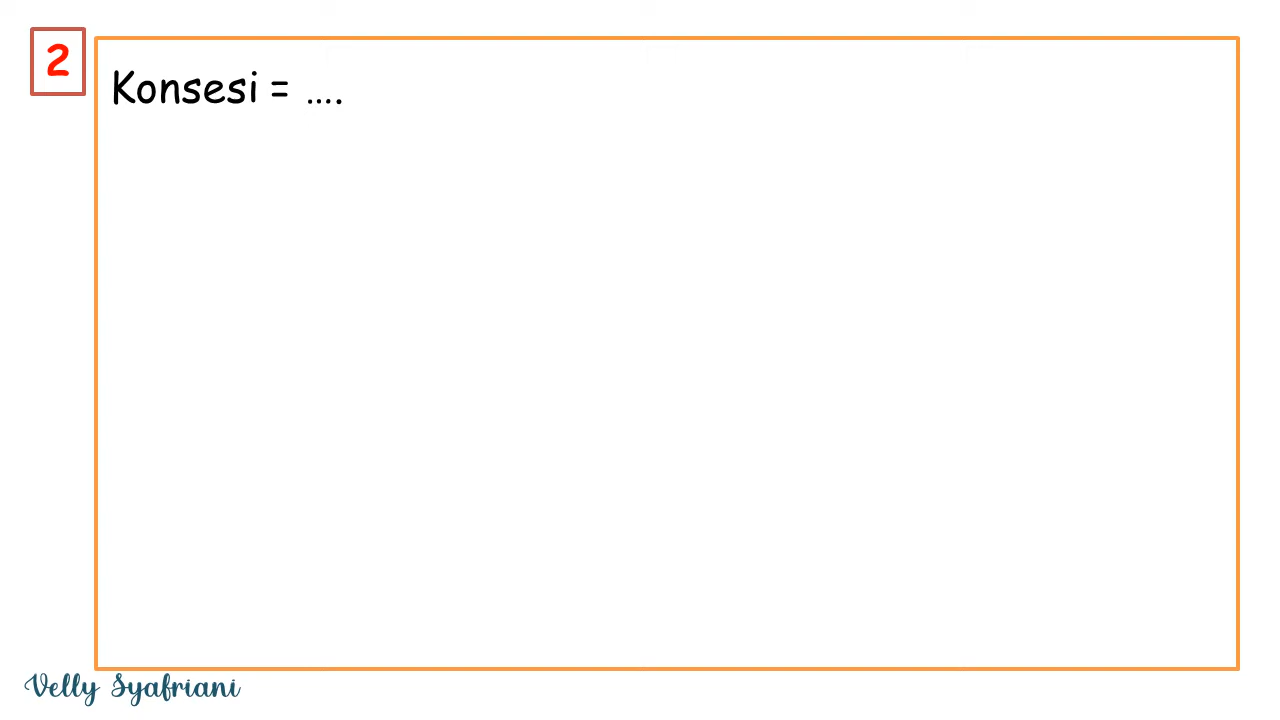 2
Konsesi = ....
Velly Syafriani